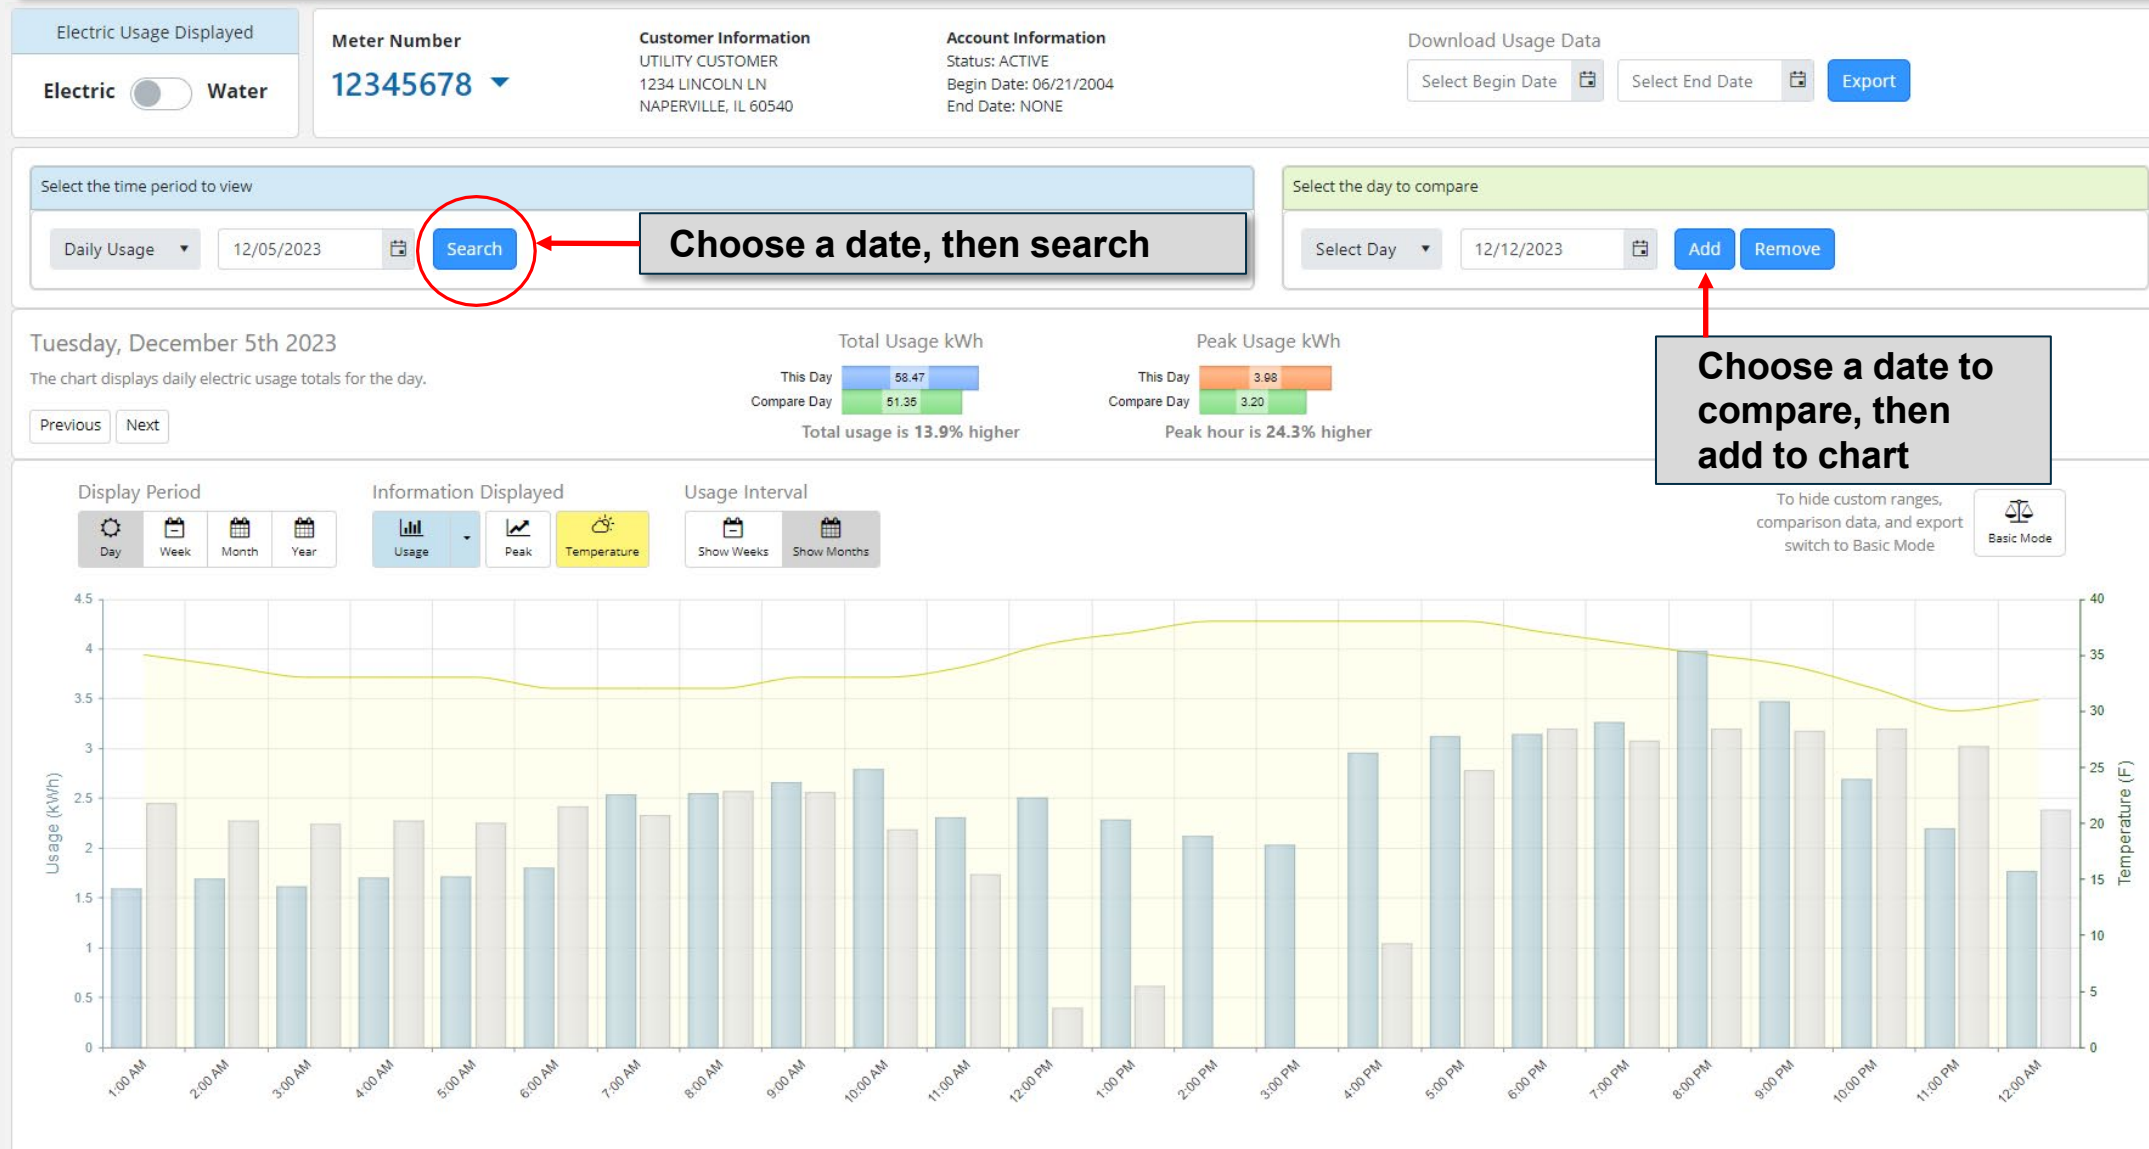 Electric Usage Displayed
Electric Water
Meter Number
12345678
Customer Information
UTILITY CUSTOMER
1234 LINCOLN LN
NAPERVILLE, IL 60540
Account Information
Status: ACTIVE
Begin Date: 06/21/2004
End Date: NONE
Download Usage Data
Select Begin Date
Select End Date
Export
Select the time period to view
Daily Usage
12/05/2023
Search
Choose a date, then search
Select the day to compare
Select Day
12/12/2023
Add
Remove
Choose a date to
compare, then
add to chart
Tuesday, December 5th 2023
The chart displays daily electric usage totals for the day.
Previous
Next
Total Usage kWh
This Day 58.47
Compare Day 51.35
Total usage is 13.9% higher
Peak Usage kWh
This Day 3.98
Compare Day 3.20
Peak hour is 24.3% higher
Display Period
Day
Week
Month
Year
Information Displayed
Usage
Peak
Temperature
Usage Interval
Show Weeks
Show Months
To hide custom ranges,
comparison data, and export
switch to Basic Mode
Basic Mode
Usage (kWh)
4.5
4
3.5
3
2.5
2
1.5
1
0.5
0
40
35
30
25
20
15
10
5
0
Temperature (F)
1:00 AM
2:00 AM
3:00 AM
4:00 AM
5:00 AM
6:00 AM
7:00 AM
8:00 AM
9:00 AM
10:00 AM
11:00 AM
12:00 PM
1:00 PM
2:00 PM
3:00 PM
4:00 PM
5:00 PM
6:00 PM
7:00 PM
8:00 PM
9:00 PM
10:00 PM
11:00 PM
12:00 AM